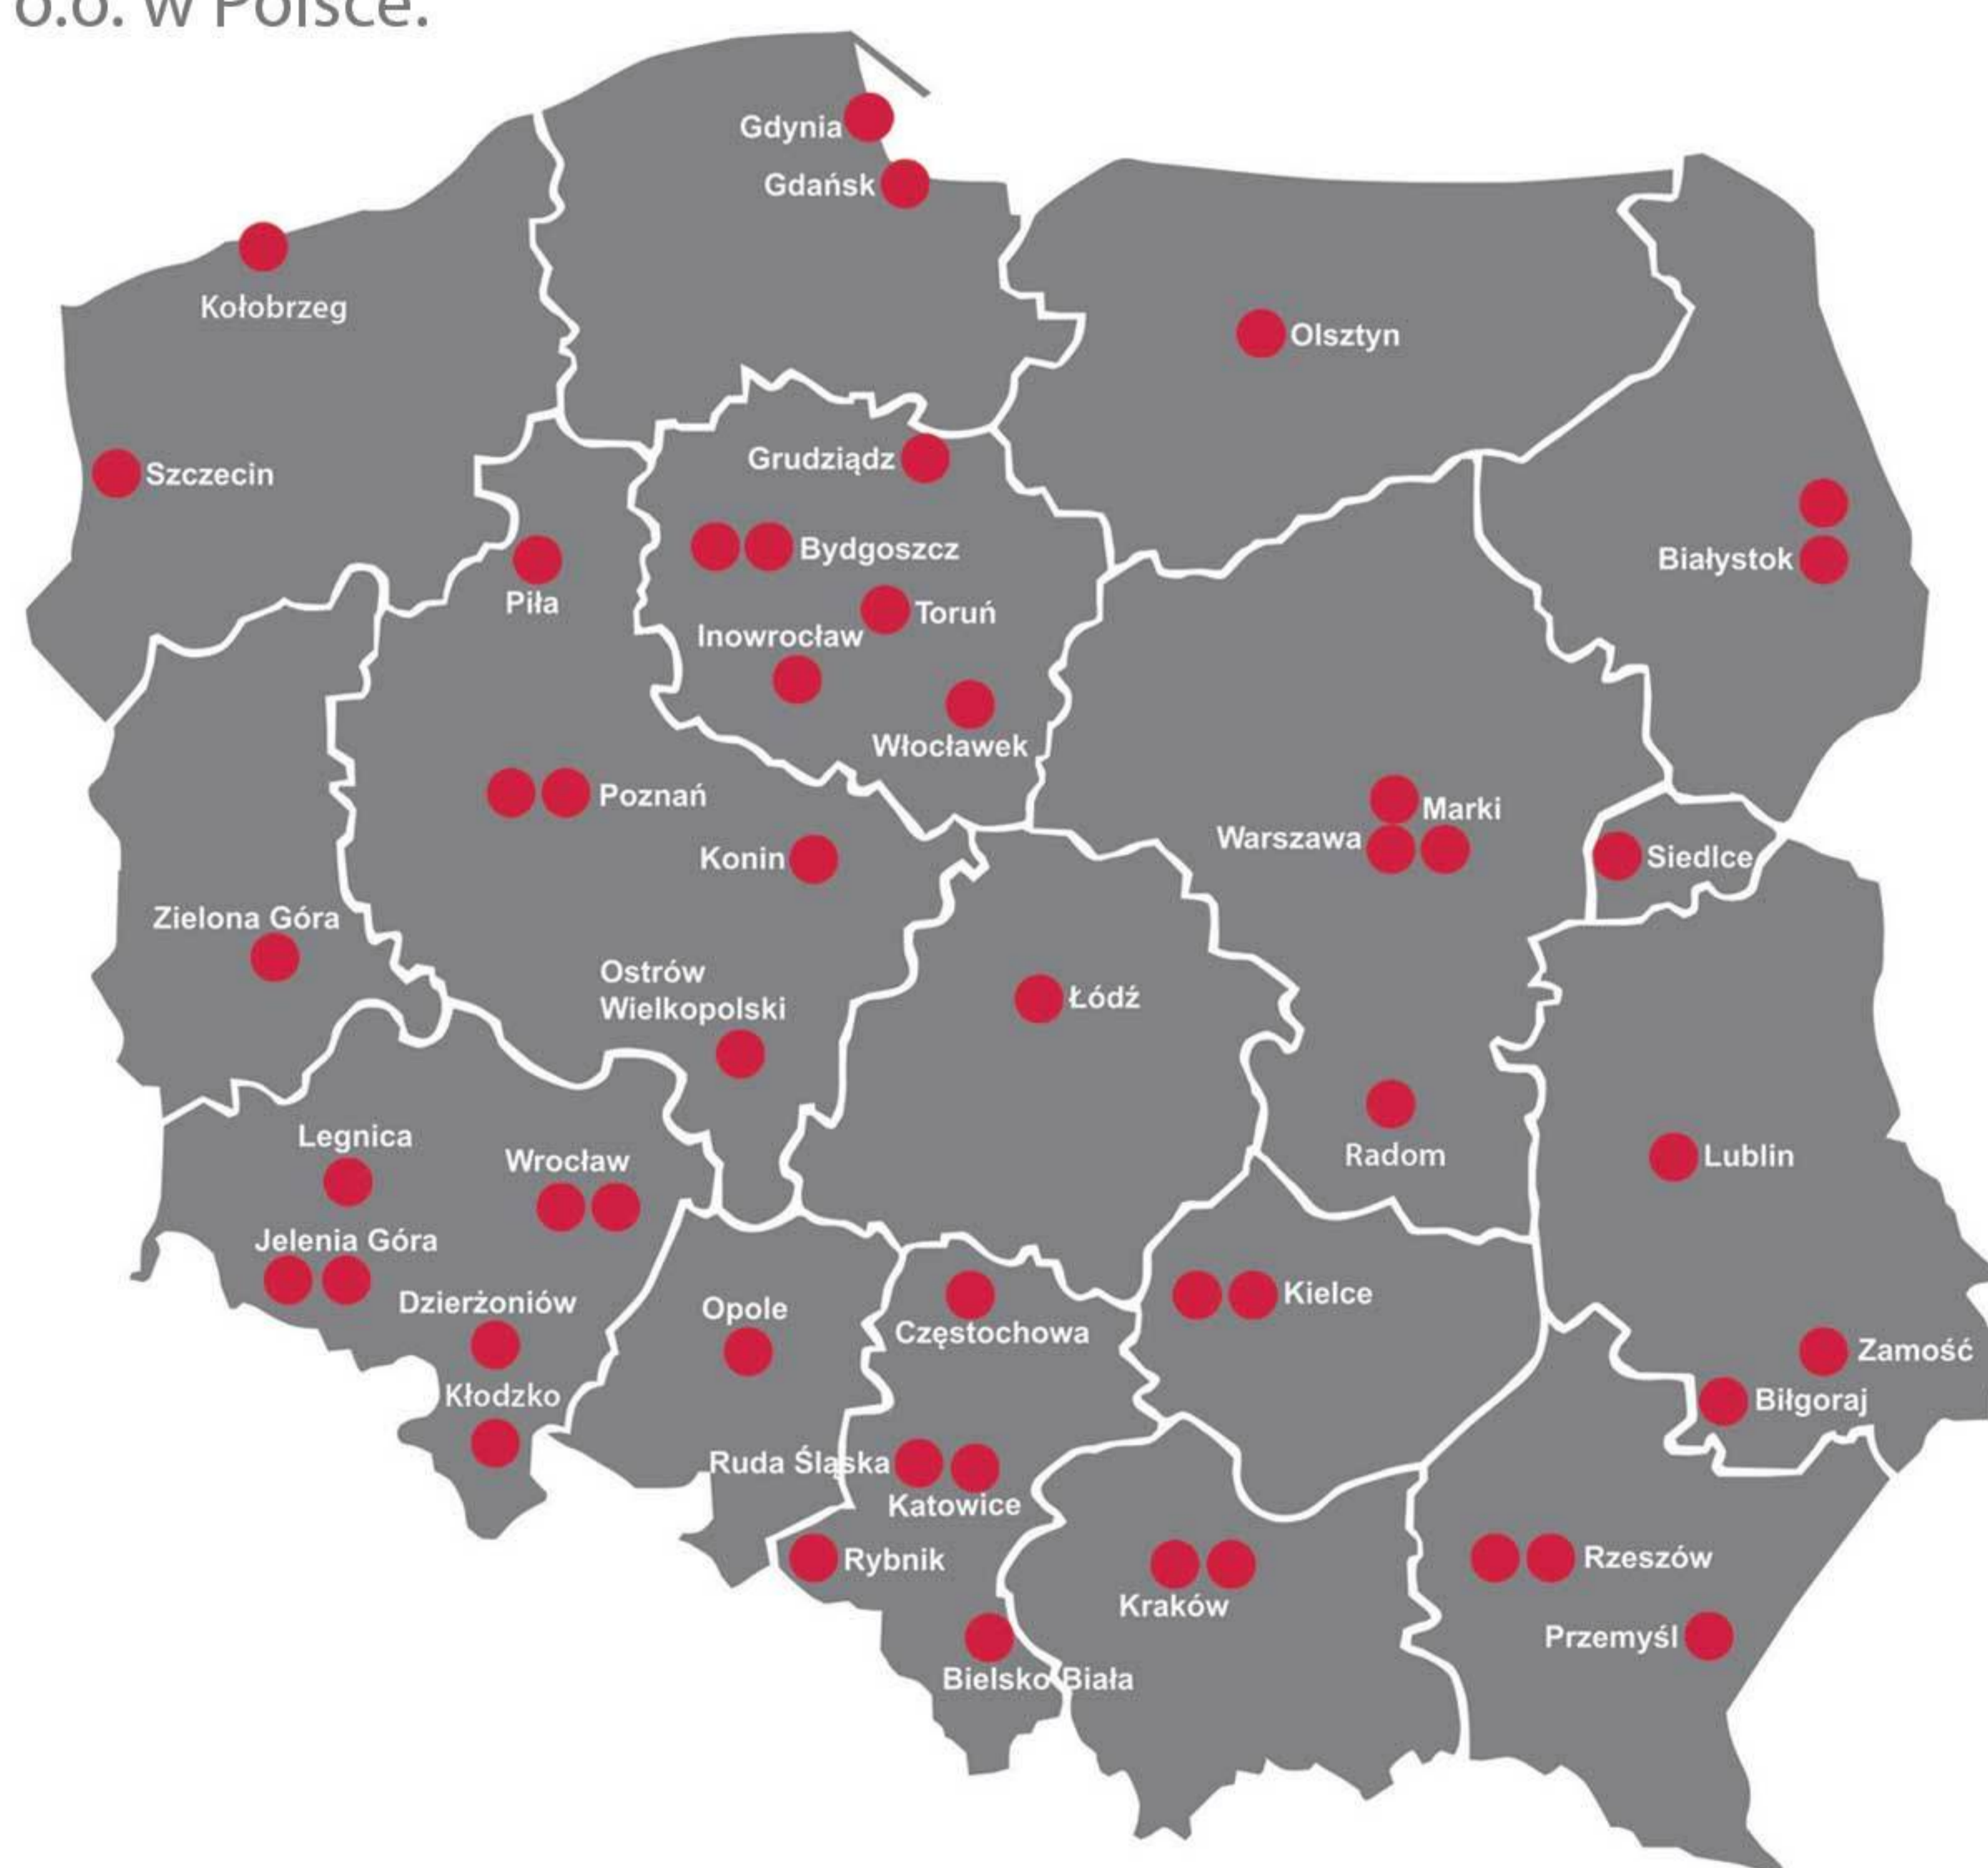 o.o. w Polsce.
Gdynia
Gdańsk
Kołobrzeg
Olsztyn
Szczecin
Grudziądz
Bydgoszcz
Białystok
Piła
Toruń
Inowrocław
Włocławek
Poznań
Marki
Warszawa
Konin
Siedlce
Zielona Góra
Ostrów
Wielkopolski
Łódź
Legnica
Wrocław
Radom
Lublin
Jelenia Góra
Dzierżoniów
Opole
Kielce
Częstochowa
Zamość
Kłodzko
Biłgoraj
Ruda Śląska
Katowice
Rybnik
Rzeszów
Kraków
Przemyśl
Bielsko Biała